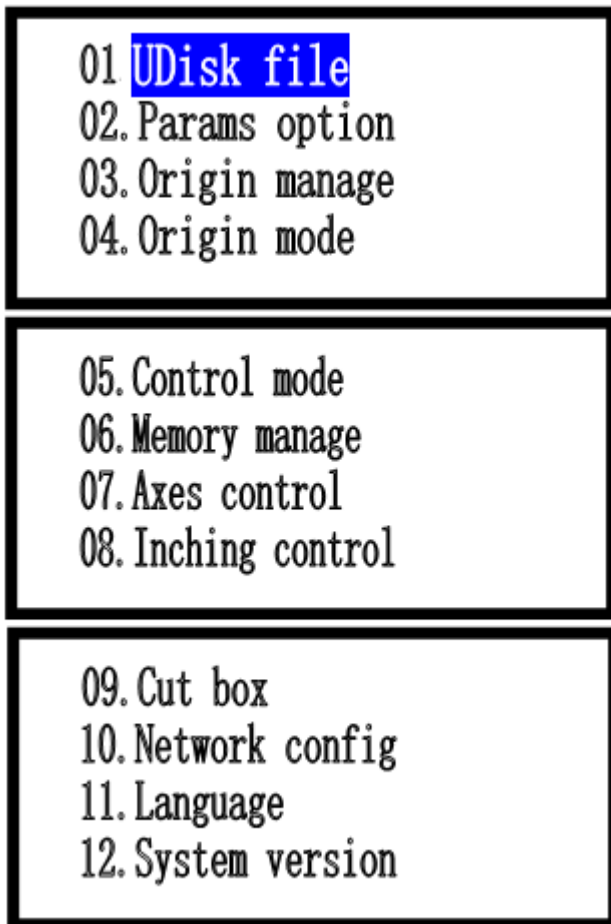 01 UDisk file
02. Params option
03. Origin manage
04. Origin mode
05. Control mode
06. Memory manage
07. Axes control
08. Inching control
09. Cut box
10. Network config
11. Language
12. System version